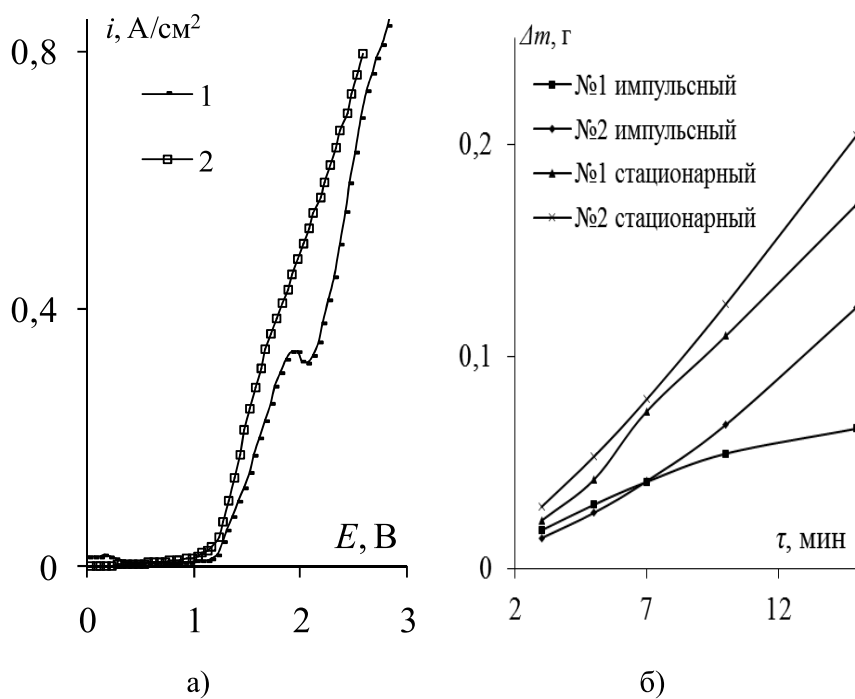 i, А/см²
0,8
1
2
0,4
E, В
0
0
1
2
3
а)
Δm, г
№1 импульсный
0,2
№2 импульсный
№1 стационарный
№2 стационарный
0,1
τ, мин
0
2
7
12
б)